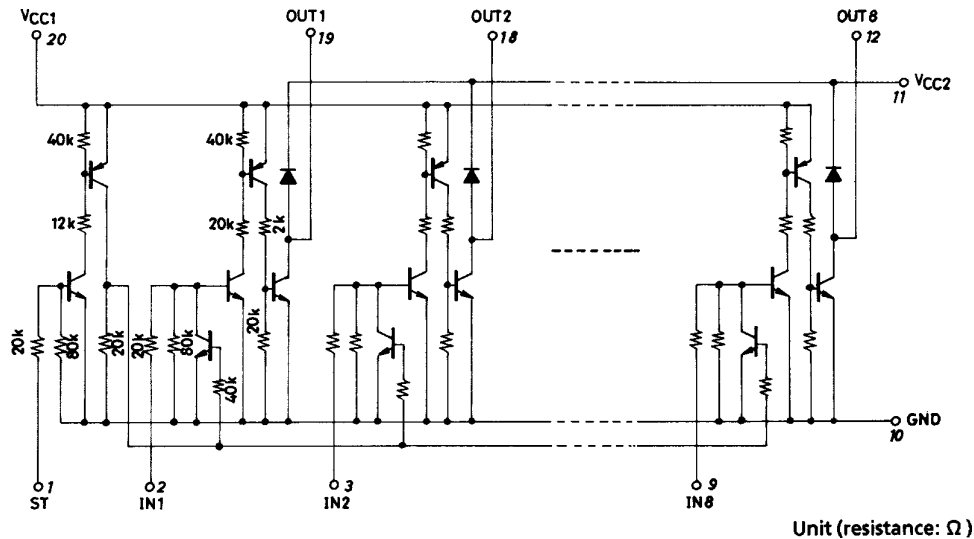 VCC1
20
OUT1
19
OUT2
18
OUT8
12
VCC2
11
40k
40k
12k
20k
2k
20k
80k
20k
20k
80k
40k
20k
GND
10
1
ST
2
IN1
3
IN2
9
IN8
Unit (resistance: Ω)